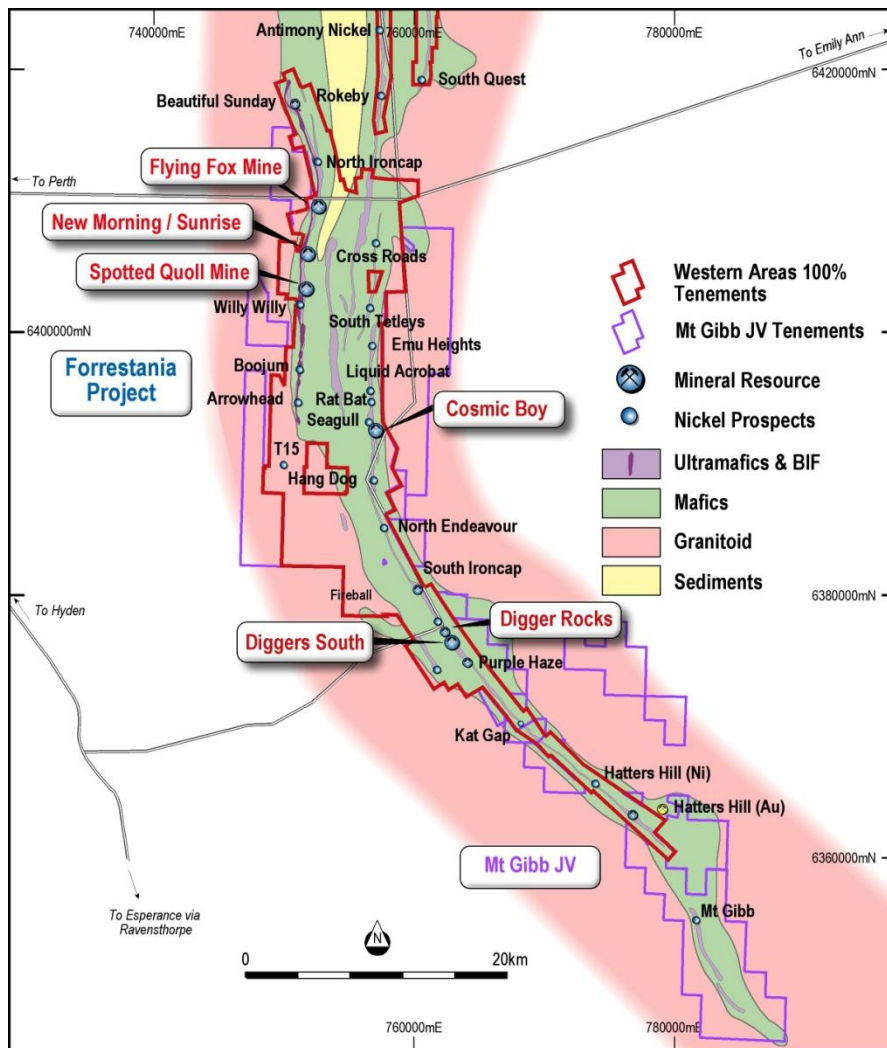 740000mE
760000mE
780000mE
Antimony Nickel
To Emily Ann
6420000mN
South Quest
Beautiful Sunday
Rokeby
North Ironcap
Flying Fox Mine
To Perth
New Morning / Sunrise
Cross Roads
Spotted Quoll Mine
Willy Willy
South Tetleys
6400000mN
Emu Heights
Forrestania
Project
Boojum
Liquid Acrobat
Arrowhead
Rat Bat
Seagull
Cosmic Boy
T15
Hang Dog
North Endeavour
South Ironcap
Fireball
6380000mN
To Hyden
Digger Rocks
Diggers South
Purple Haze
Kat Gap
Hatters Hill (Ni)
Hatters Hill (Au)
Mt Gibb JV
6360000mN
Mt Gibb
To Esperance via
Ravensthorpe
N
0
20km
760000mE
780000mE
Western Areas 100%
Tenements
Mt Gibb JV Tenements
Mineral Resource
Nickel Prospects
Ultramafics & BIF
Mafics
Granitoid
Sediments